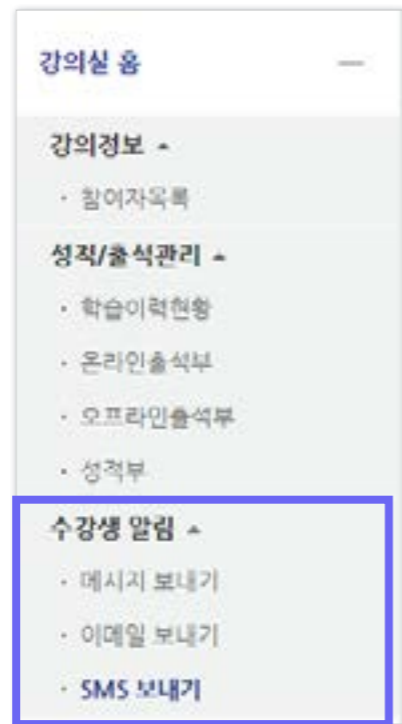 강의실 홈
강의정보
· 참여자목록
성적/출석관리
· 학습이력현황
· 온라인출석부
· 오프라인출석부
· 성적부
수강생 알림
· 메시지 보내기
· 이메일 보내기
· SMS 보내기